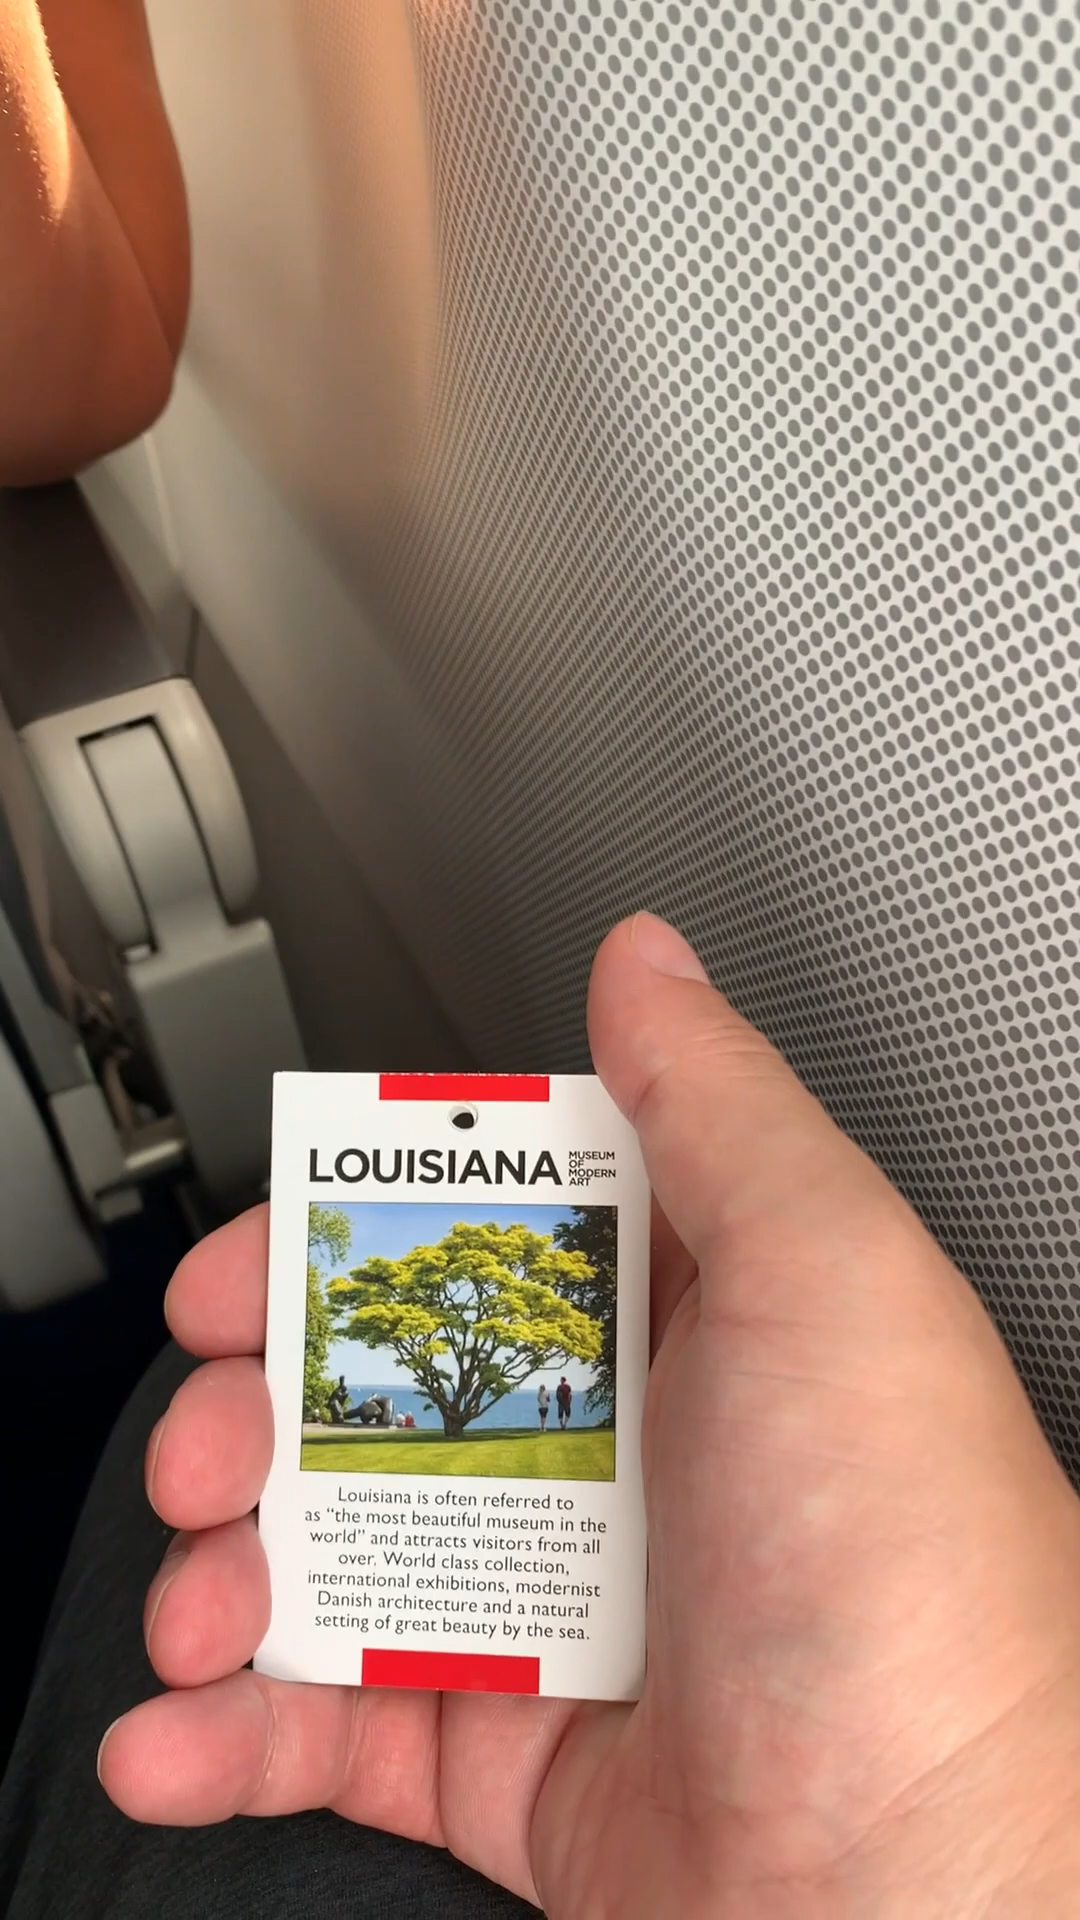 LOUISIANA
MUSEUM
OF
MODERN
ART
Louisiana is often referred to
as “the most beautiful museum in the
world” and attracts visitors from all
over. World class collection,
international exhibitions, modernist
Danish architecture and a natural
setting of great beauty by the sea.